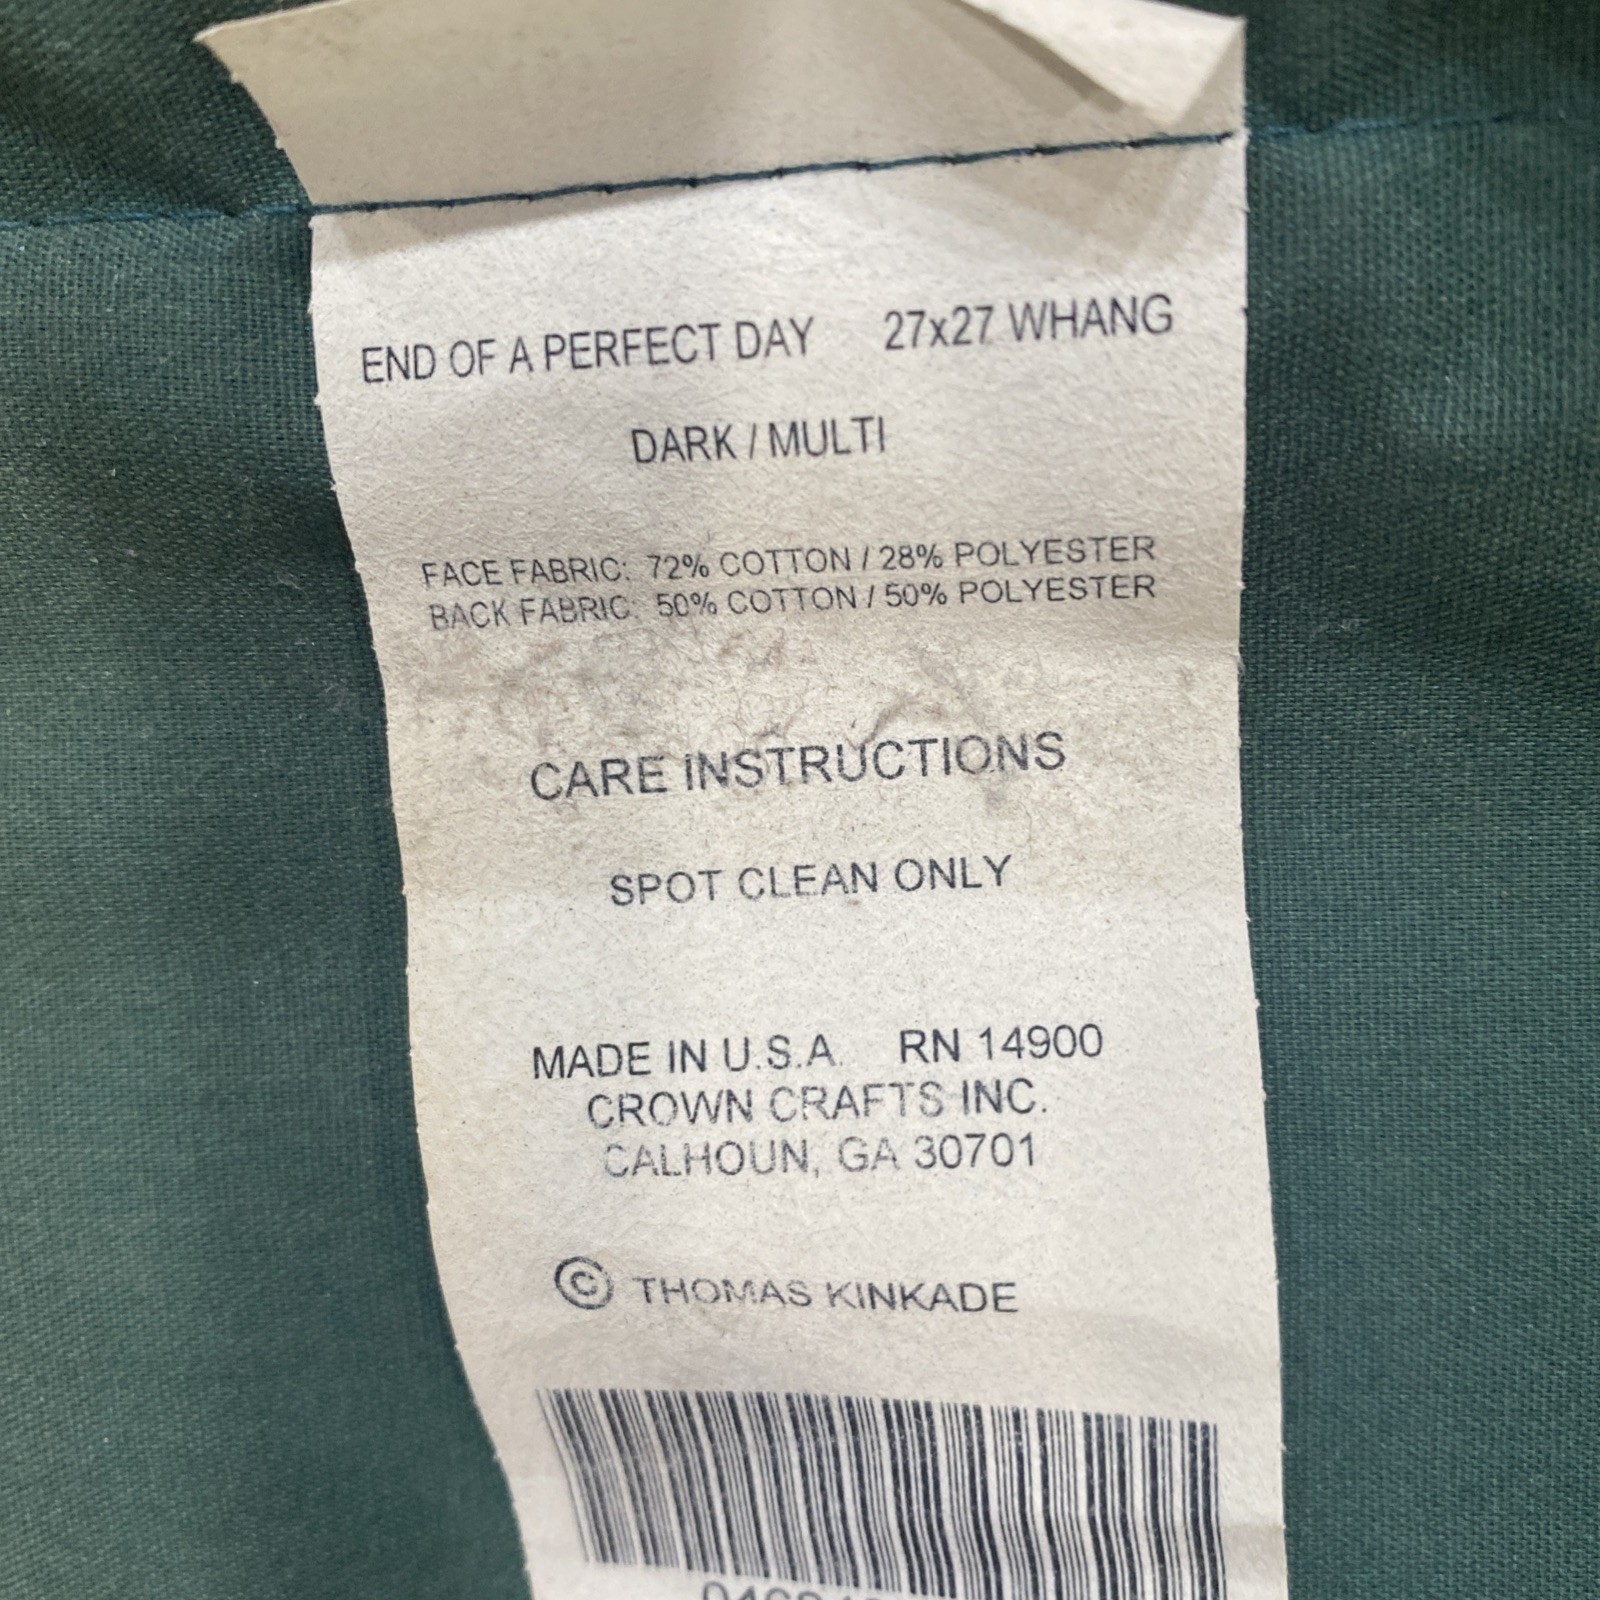 END OF A PERFECT DAY 27x27 WHANG
DARK / MULTI
FACE FABRIC: 72% COTTON / 28% POLYESTER
BACK FABRIC: 50% COTTON / 50% POLYESTER
CARE INSTRUCTIONS
SPOT CLEAN ONLY
MADE IN U.S.A. RN 14900
CROWN CRAFTS INC.
CALHOUN, GA 30701
© THOMAS KINKADE